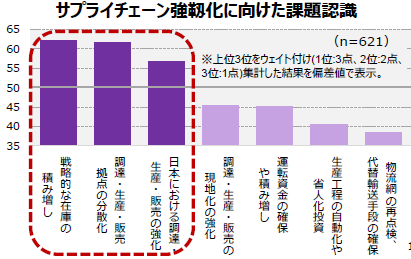 サプライチェーン強靱化に向けた課題認識
(n=621)
※上位3位をウェイト付け(1位:3点、2位:2点、
3位:1点)集計した結果を偏差値で表示。
65
60
55
50
45
40
35
戦略的な在庫の
積み増し
調達・生産・販売
拠点の分散化
日本における調達・
生産・販売の強化
調達・生産・販売の
現地化の強化
運転資金の確保
や積み増し
生産工程の自動化や
省人化投資
物流網の再点検、
代替輸送手段の確保
1